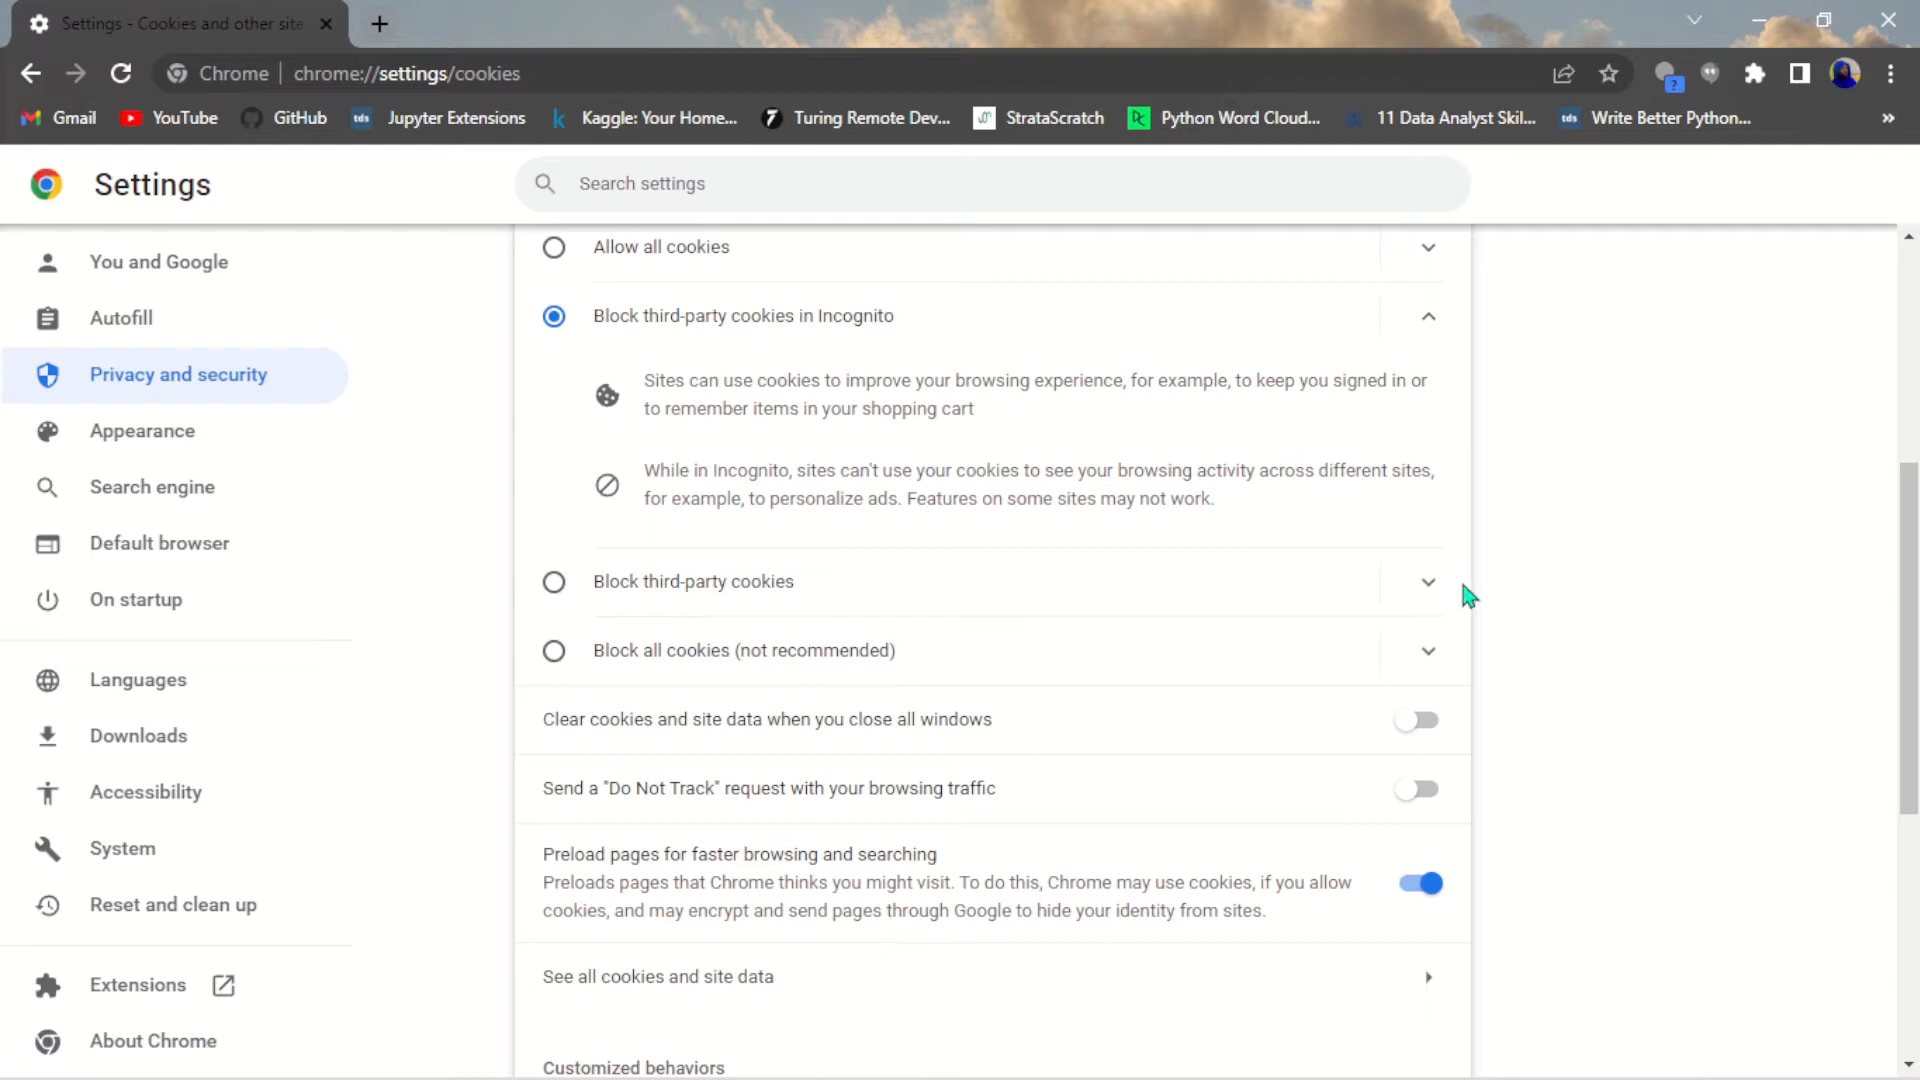 Settings - Cookies and other site
Chrome | chrome://settings/cookies
?
Gmail YouTube GitHub tds Jupyter Extensions k Kaggle: Your Home... 7 Turing Remote Dev... StrataScratch DC Python Word Cloud... 11 Data Analyst Skil... tds Write Better Python... »
Settings
Search settings
You and Google
Autofill
Privacy and security
Appearance
Search engine
Default browser
On startup
Languages
Downloads
Accessibility
System
Reset and clean up
Extensions
About Chrome
Allow all cookies
Block third-party cookies in Incognito
Sites can use cookies to improve your browsing experience, for example, to keep you signed in or
to remember items in your shopping cart
While in Incognito, sites can't use your cookies to see your browsing activity across different sites,
for example, to personalize ads. Features on some sites may not work.
Block third-party cookies
Block all cookies (not recommended)
Clear cookies and site data when you close all windows
Send a "Do Not Track" request with your browsing traffic
Preload pages for faster browsing and searching
Preloads pages that Chrome thinks you might visit. To do this, Chrome may use cookies, if you allow
cookies, and may encrypt and send pages through Google to hide your identity from sites.
See all cookies and site data
Customized behaviors